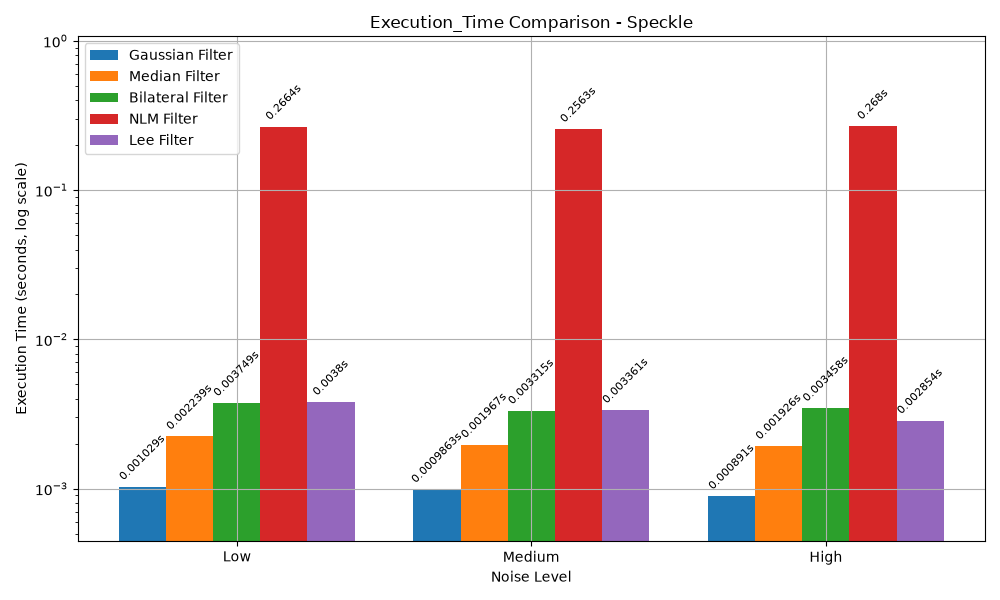 Execution_Time Comparison - Speckle
Gaussian Filter
Median Filter
Bilateral Filter
NLM Filter
Lee Filter
Execution Time (seconds, log scale)
10⁰
10⁻¹
10⁻²
10⁻³
0.001029s
0.002239s
0.003749s
0.2664s
0.0038s
0.0009863s
0.001967s
0.003315s
0.2563s
0.003361s
0.000891s
0.001926s
0.003458s
0.268s
0.002854s
Low
Medium
High
Noise Level